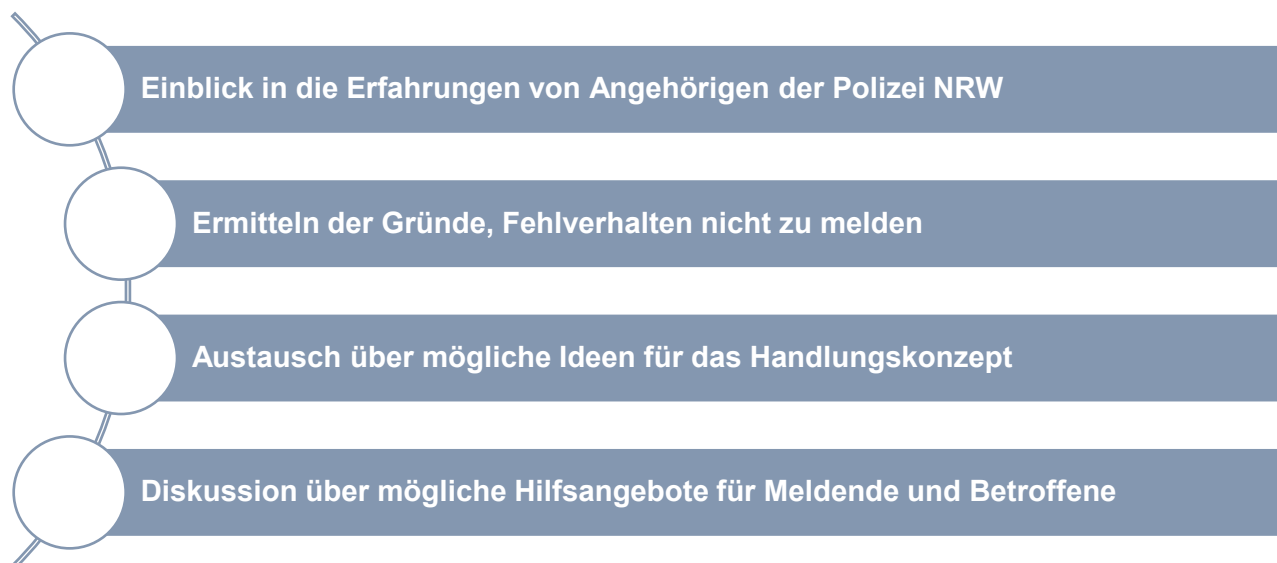 Einblick in die Erfahrungen von Angehörigen der Polizei NRW
Ermitteln der Gründe, Fehlverhalten nicht zu melden
Austausch über mögliche Ideen für das Handlungskonzept
Diskussion über mögliche Hilfsangebote für Meldende und Betroffene